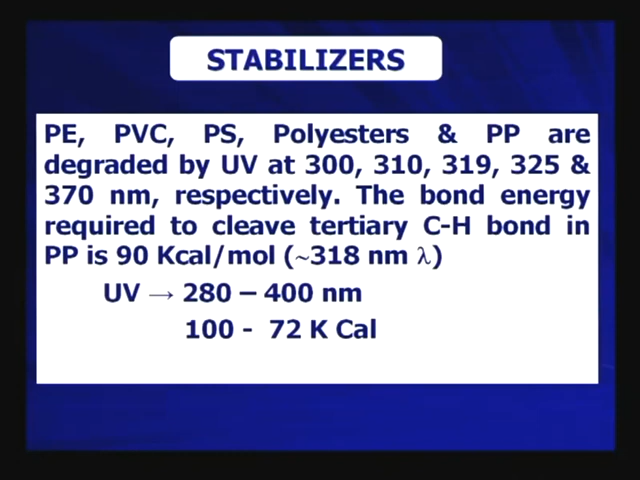 STABILIZERS
PE, PVC, PS, Polyesters & PP are
degraded by UV at 300, 310, 319, 325 &
370 nm, respectively. The bond energy
required to cleave tertiary C-H bond in
PP is 90 Kcal/mol (~318 nm λ)
UV → 280 – 400 nm
100 - 72 K Cal